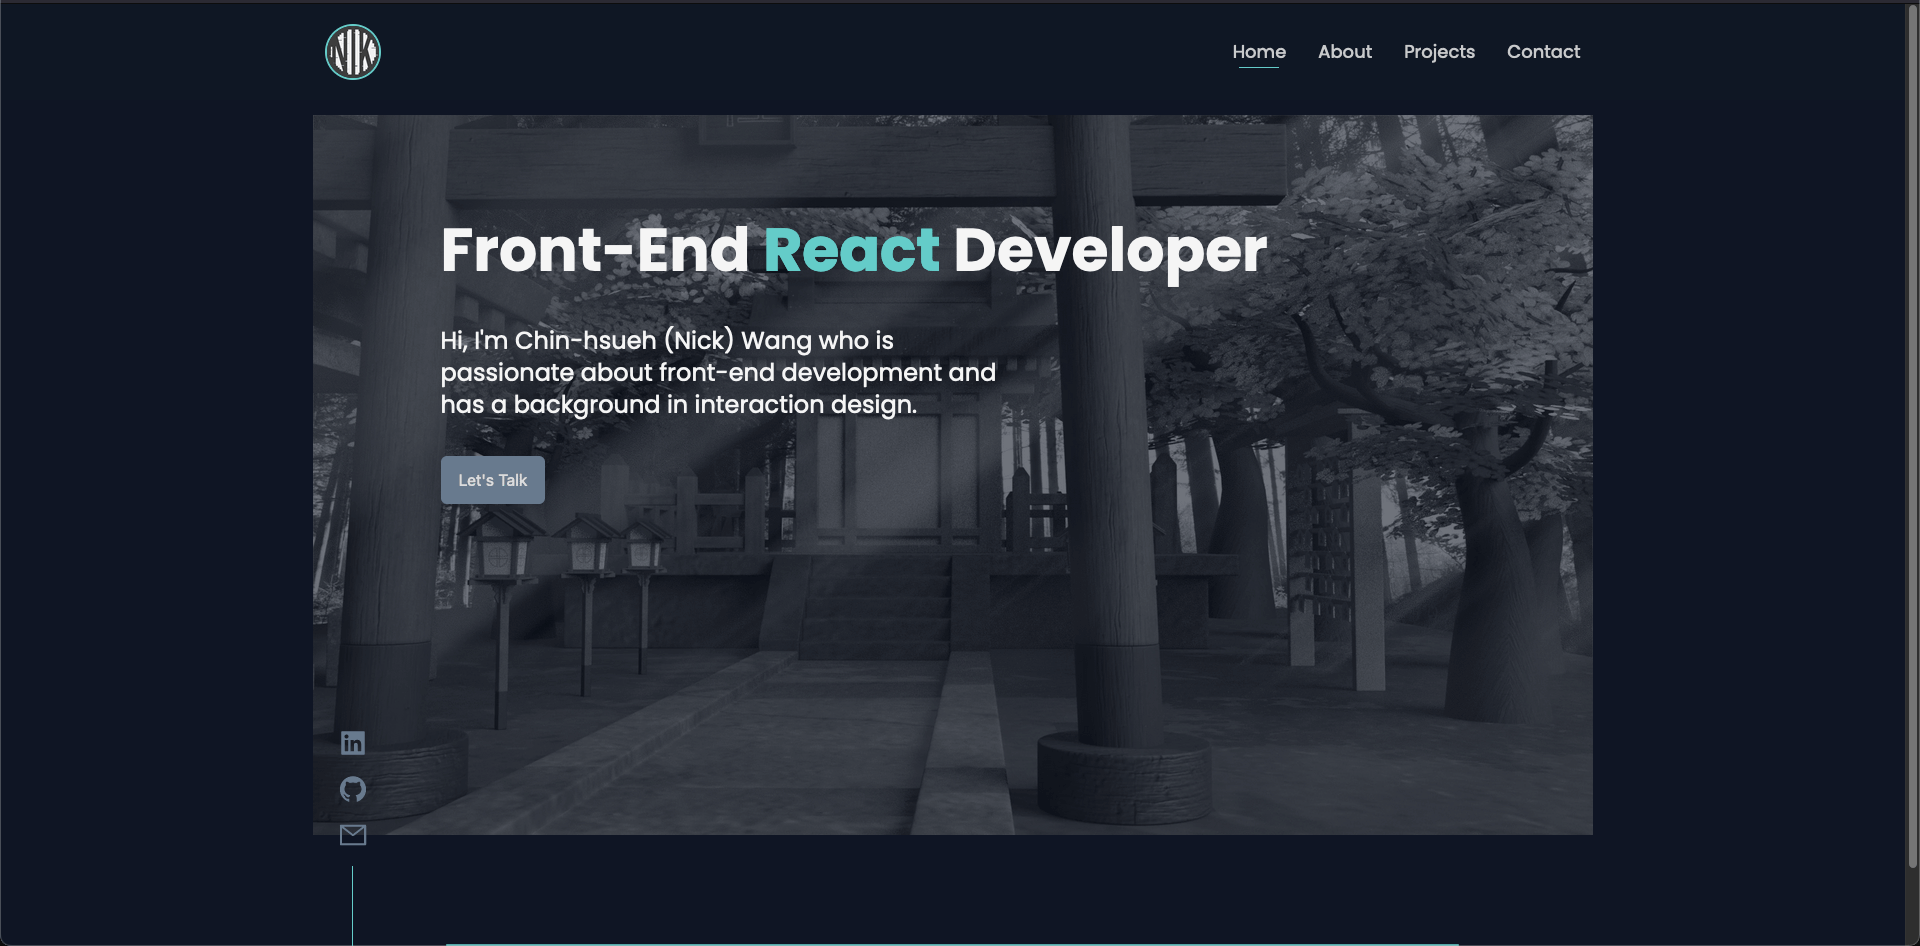 NIK
Home
About
Projects
Contact
Front-End React Developer
Hi, I'm Chin-hsueh (Nick) Wang who is
passionate about front-end development and
has a background in interaction design.
Let's Talk
in